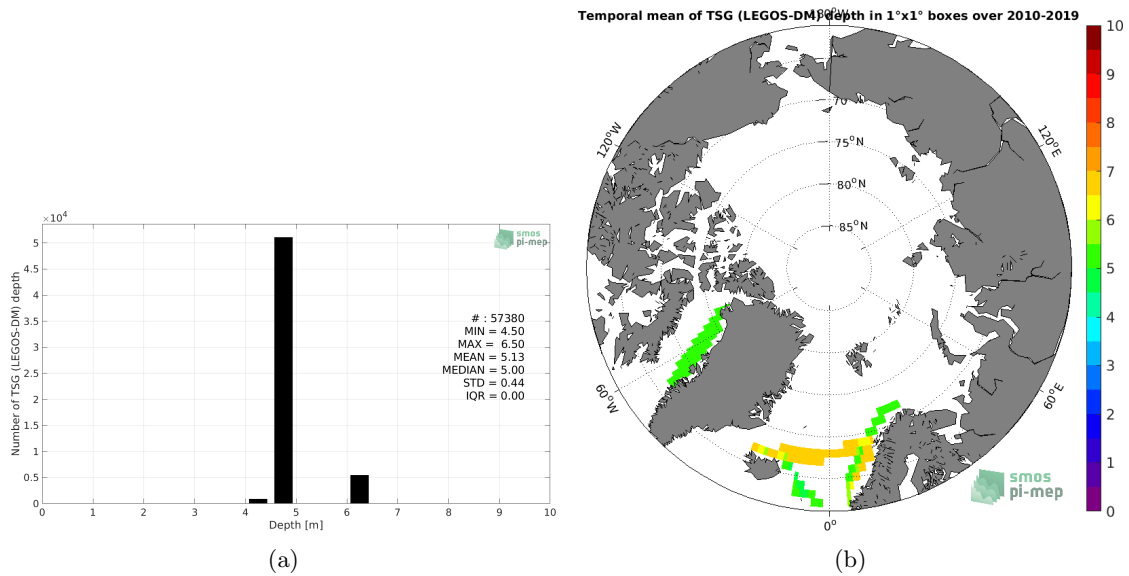 ×10⁴
5
4.5
4
3.5
3
2.5
2
1.5
1
0.5
0
Number of TSG (LEGOS-DM) depth
smos
pi-mep
# : 57380
MIN = 4.50
MAX = 6.50
MEAN = 5.13
MEDIAN = 5.00
STD = 0.44
IQR = 0.00
0 1 2 3 4 5 6 7 8 9 10
Depth [m]
(a)
Temporal mean of TSG (LEGOS-DM) depth in 1°x1° boxes over 2010-2019
180°W
120°W
120°E
70
75°N
80°N
85°N
60°W
60°E
0°
smos
pi-mep
10
9
8
7
6
5
4
3
2
1
0
(b)